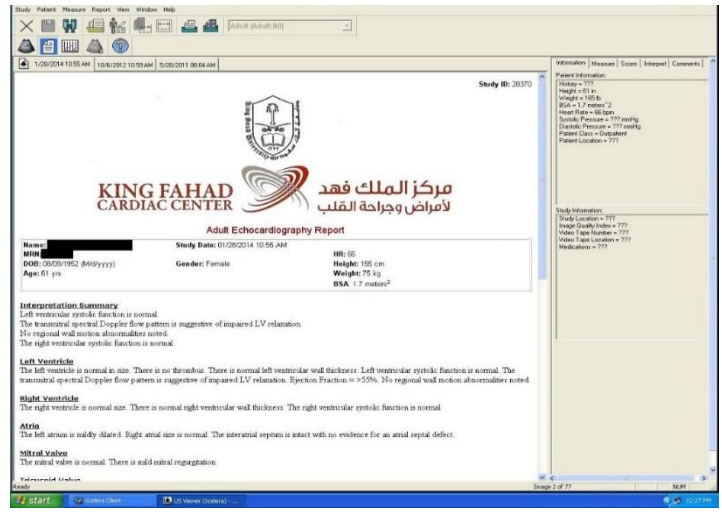 Study Patient Measure Report View Window Help
Adult (Adult:80)
1/28/2014 10:55 AM 10/6/2012 10:59 AM 5/28/2011 08:04 AM
Study ID: 28370
KING FAHAD
CARDIAC CENTER
مركز الملك فهد
لأمراض وجراحة القلب
Adult Echocardiography Report
Name: Study Date: 01/28/2014 10:55 AM
MRN: HR: 66
DOB: 08/09/1952 (M/d/yyyy) Gender: Female Height: 155 cm
Age: 61 yrs Weight: 75 kg
BSA: 1.7 meters²
Interpretation Summary
Left ventricular systolic function is normal.
The transmitral spectral Doppler flow pattern is suggestive of impaired LV relaxation.
No regional wall motion abnormalities noted.
The right ventricular systolic function is normal.
Left Ventricle
The left ventricle is normal in size. There is no thrombus. There is normal left ventricular wall thickness. Left ventricular systolic function is normal. The
transmitral spectral Doppler flow pattern is suggestive of impaired LV relaxation. Ejection Fraction = >55%. No regional wall motion abnormalities noted.
Right Ventricle
The right ventricle is normal size. There is normal right ventricular wall thickness. The right ventricular systolic function is normal.
Atria
The left atrium is mildly dilated. Right atrial size is normal. The interatrial septum is intact with no evidence for an atrial septal defect.
Mitral Valve
The mitral valve is normal. There is mild mitral regurgitation.
Tricuspid Valve
Information Measure Score Interpret Comments
Patient Information:
History = ???
Height = 61 in
Weight = 165 lb
BSA = 1.7 meters^2
Heart Rate = 66 bpm
Systolic Pressure = ??? mmHg
Diastolic Pressure = ??? mmHg
Patient Class = Outpatient
Patient Location = ???
Study Information:
Study Location = ???
Image Quality Index = ???
Video Tape Number = ???
Video Tape Location = ???
Medications = ???
Ready Image 2 of 77 NUM
start Xcelera Client - US Viewer (Xcelera) - ... 12:27 PM